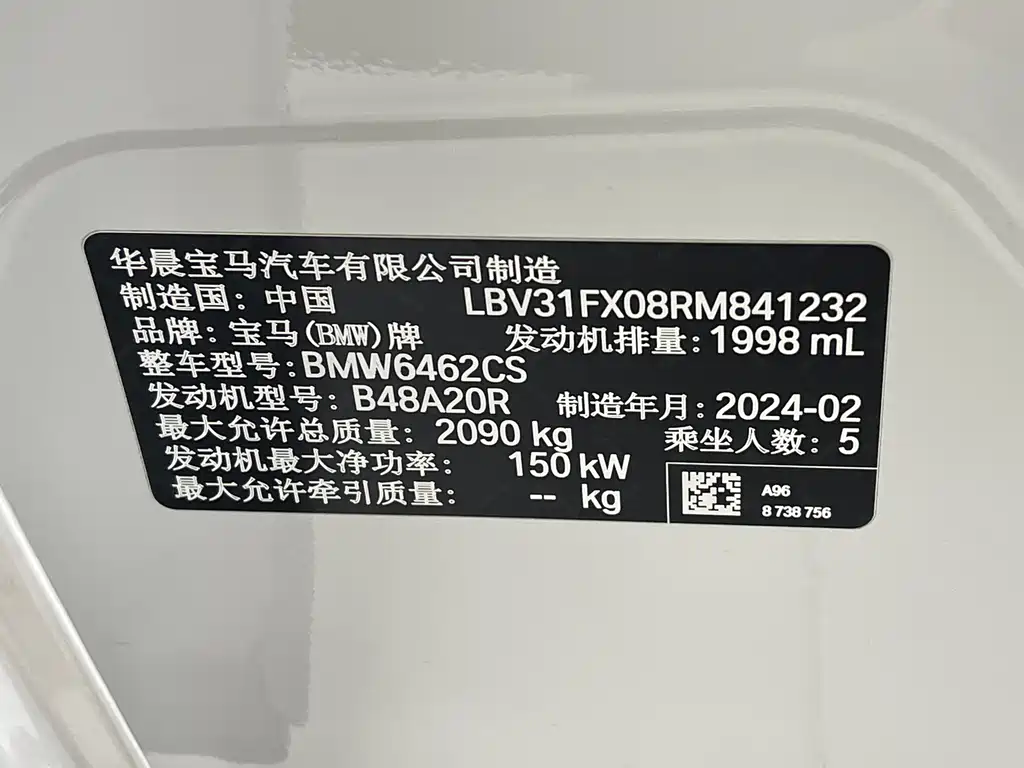 华晨宝马汽车有限公司制造
制造国: 中国 LBV31FX08RM841232
品牌: 宝马(BMW)牌 发动机排量: 1998 mL
整车型号: BMW6462CS
发动机型号: B48A20R 制造年月: 2024-02
最大允许总质量: 2090 kg 乘坐人数: 5
发动机最大净功率: 150 kW
最大允许牵引质量: -- kg
A96
8 738 756